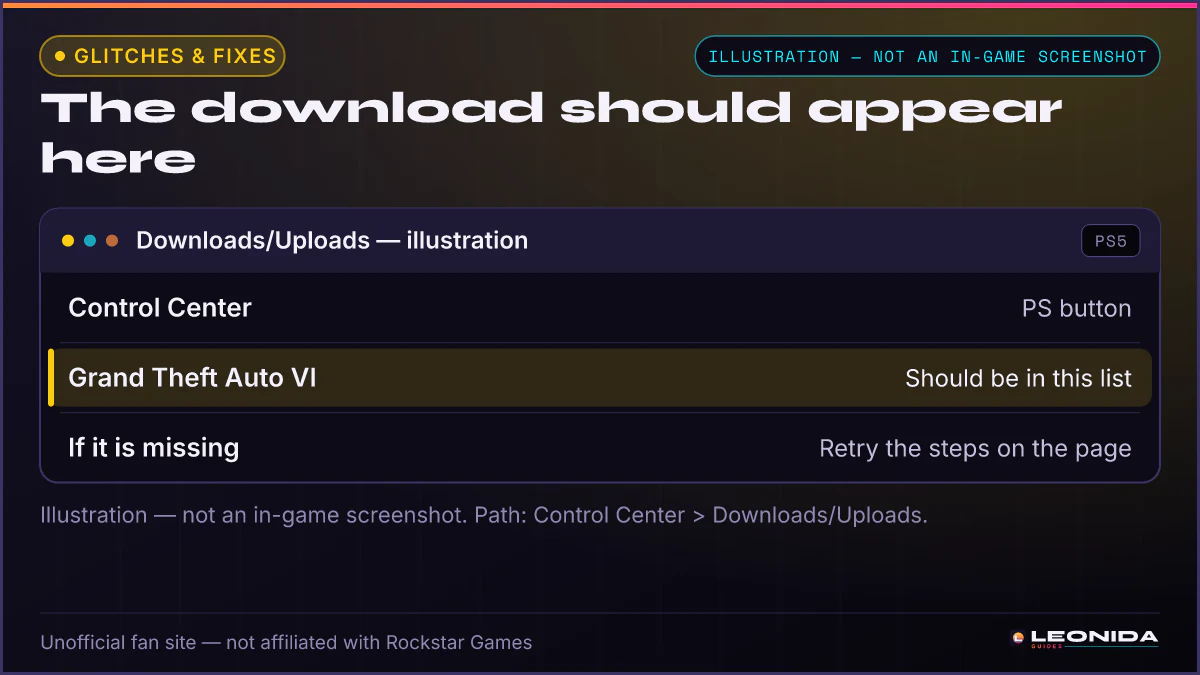 GLITCHES & FIXES
ILLUSTRATION — NOT AN IN-GAME SCREENSHOT
The download should appear
here
Downloads/Uploads — illustration
PS5
Control Center
PS button
Grand Theft Auto VI
Should be in this list
If it is missing
Retry the steps on the page
Illustration — not an in-game screenshot. Path: Control Center > Downloads/Uploads.
Unofficial fan site — not affiliated with Rockstar Games
LEONIDA
GUIDES